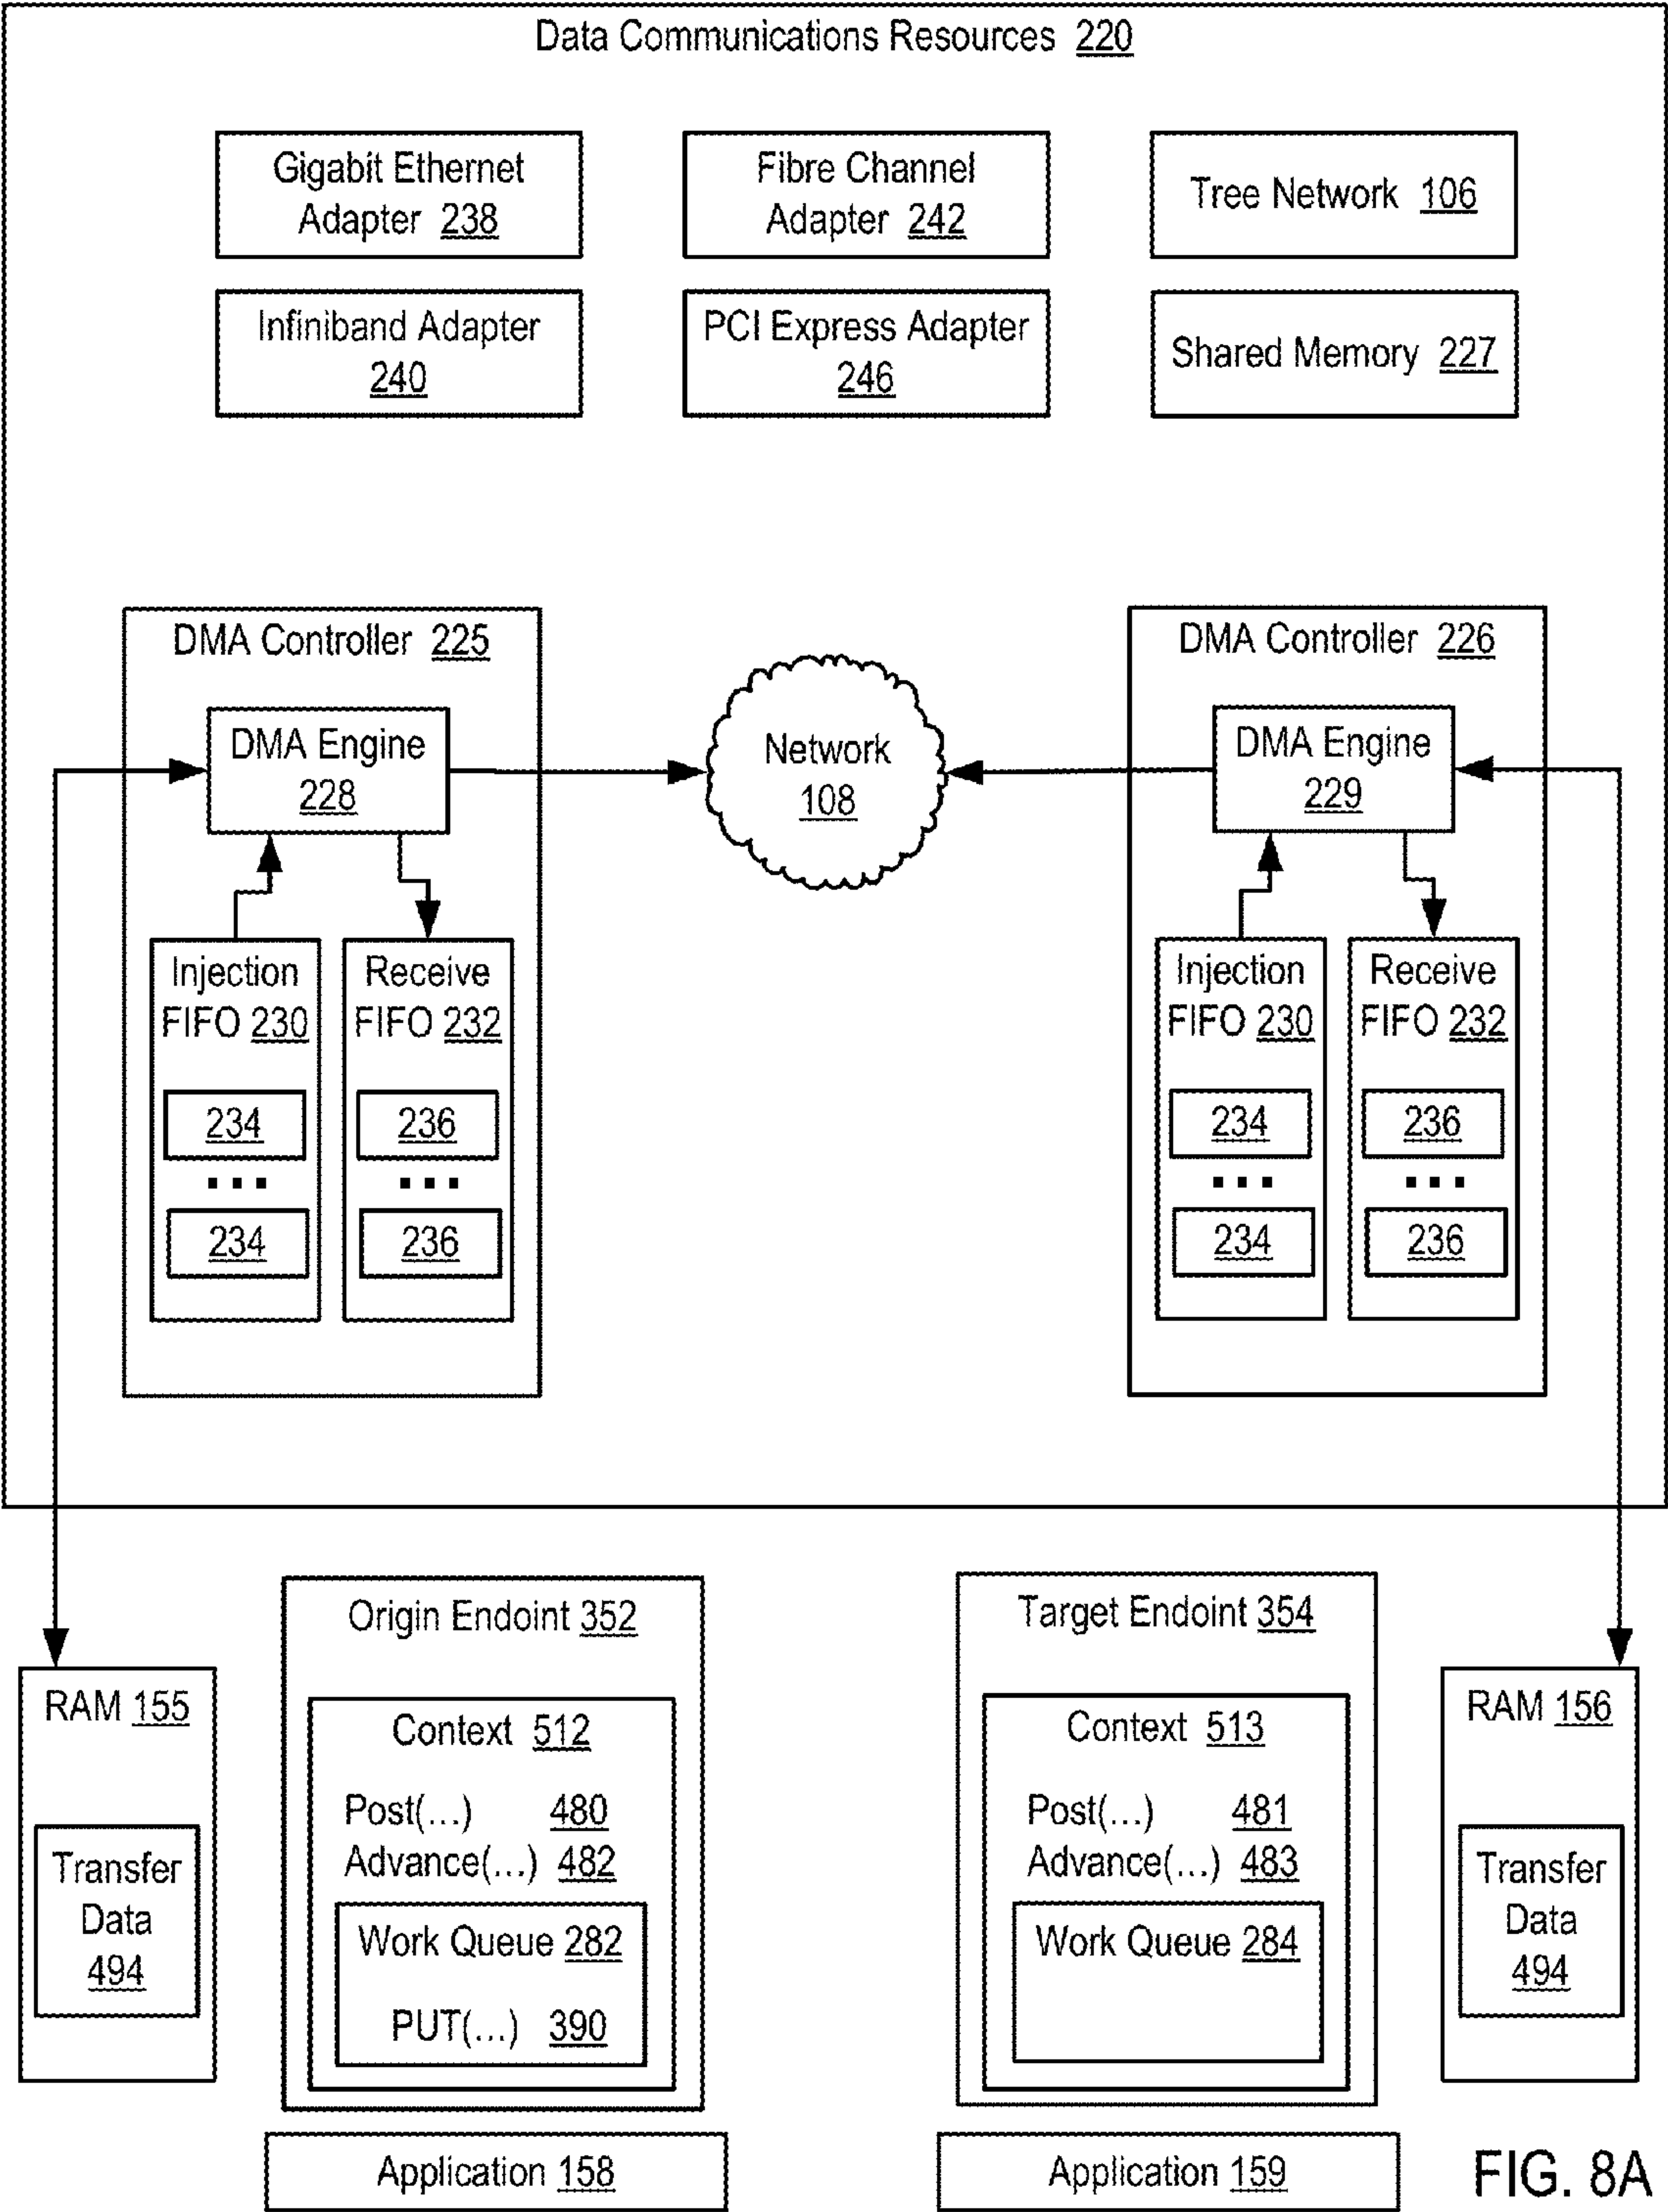 Data Communications Resources 220
Gigabit Ethernet
Adapter 238
Fibre Channel
Adapter 242
Tree Network 106
Infiniband Adapter
240
PCI Express Adapter
246
Shared Memory 227
DMA Controller 225
DMA Engine
228
Injection
FIFO 230
234
...
234
Receive
FIFO 232
236
...
236
Network
108
DMA Controller 226
DMA Engine
229
Injection
FIFO 230
234
...
234
Receive
FIFO 232
236
...
236
RAM 155
Transfer
Data
494
Origin Endoint 352
Context 512
Post(...) 480
Advance(...) 482
Work Queue 282
PUT(...) 390
Application 158
Target Endoint 354
Context 513
Post(...) 481
Advance(...) 483
Work Queue 284
Application 159
RAM 156
Transfer
Data
494
FIG. 8A